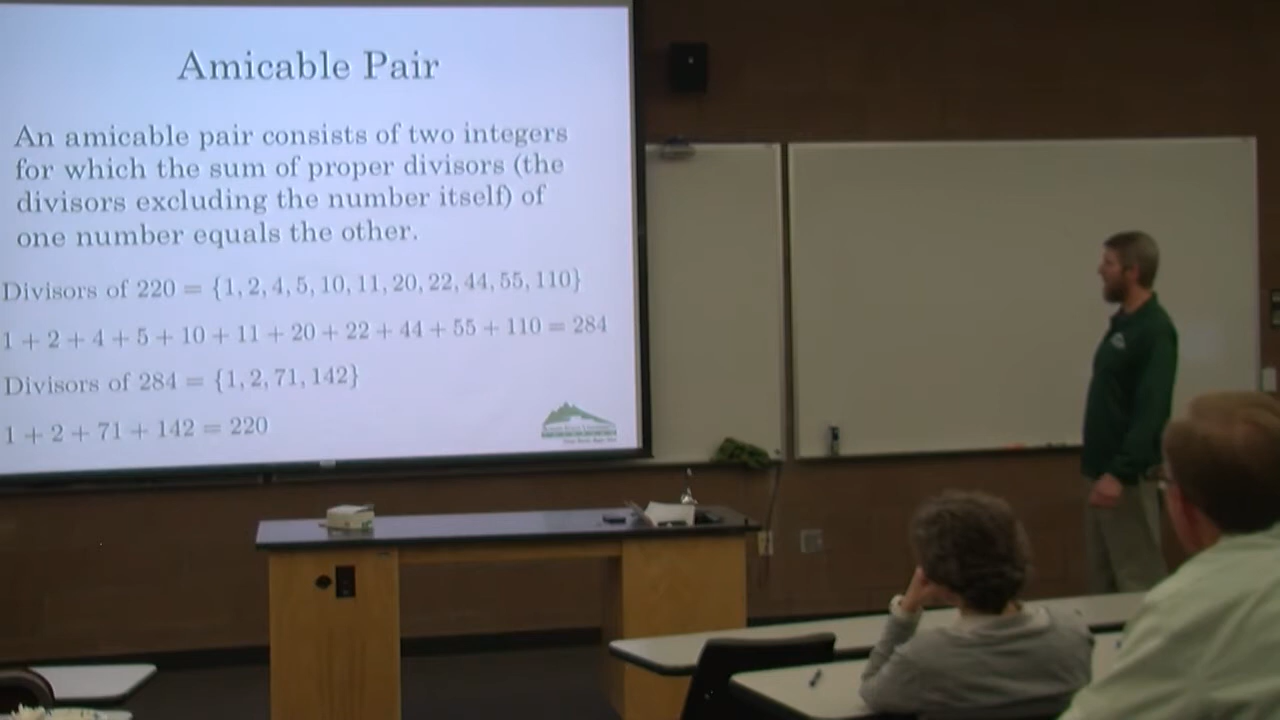 Amicable Pair
An amicable pair consists of two integers
for which the sum of proper divisors (the
divisors excluding the number itself) of
one number equals the other.
Divisors of 220 = {1, 2, 4, 5, 10, 11, 20, 22, 44, 55, 110}
1 + 2 + 4 + 5 + 10 + 11 + 20 + 22 + 44 + 55 + 110 = 284
Divisors of 284 = {1, 2, 71, 142}
1 + 2 + 71 + 142 = 220